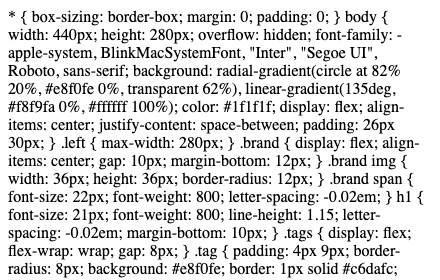 * { box-sizing: border-box; margin: 0; padding: 0; } body {
width: 440px; height: 280px; overflow: hidden; font-family: -
apple-system, BlinkMacSystemFont, "Inter", "Segoe UI",
Roboto, sans-serif; background: radial-gradient(circle at 82%
20%, #e8f0fe 0%, transparent 62%), linear-gradient(135deg,
#f8f9fa 0%, #ffffff 100%); color: #1f1f1f; display: flex; align-
items: center; justify-content: space-between; padding: 26px
30px; } .left { max-width: 280px; } .brand { display: flex; align-
items: center; gap: 10px; margin-bottom: 12px; } .brand img {
width: 36px; height: 36px; border-radius: 12px; } .brand span {
font-size: 22px; font-weight: 800; letter-spacing: -0.02em; } h1 {
font-size: 21px; font-weight: 800; line-height: 1.15; letter-
spacing: -0.02em; margin-bottom: 10px; } .tags { display: flex;
flex-wrap: wrap; gap: 8px; } .tag { padding: 4px 9px; border-
radius: 8px; background: #e8f0fe; border: 1px solid #c6dafc;